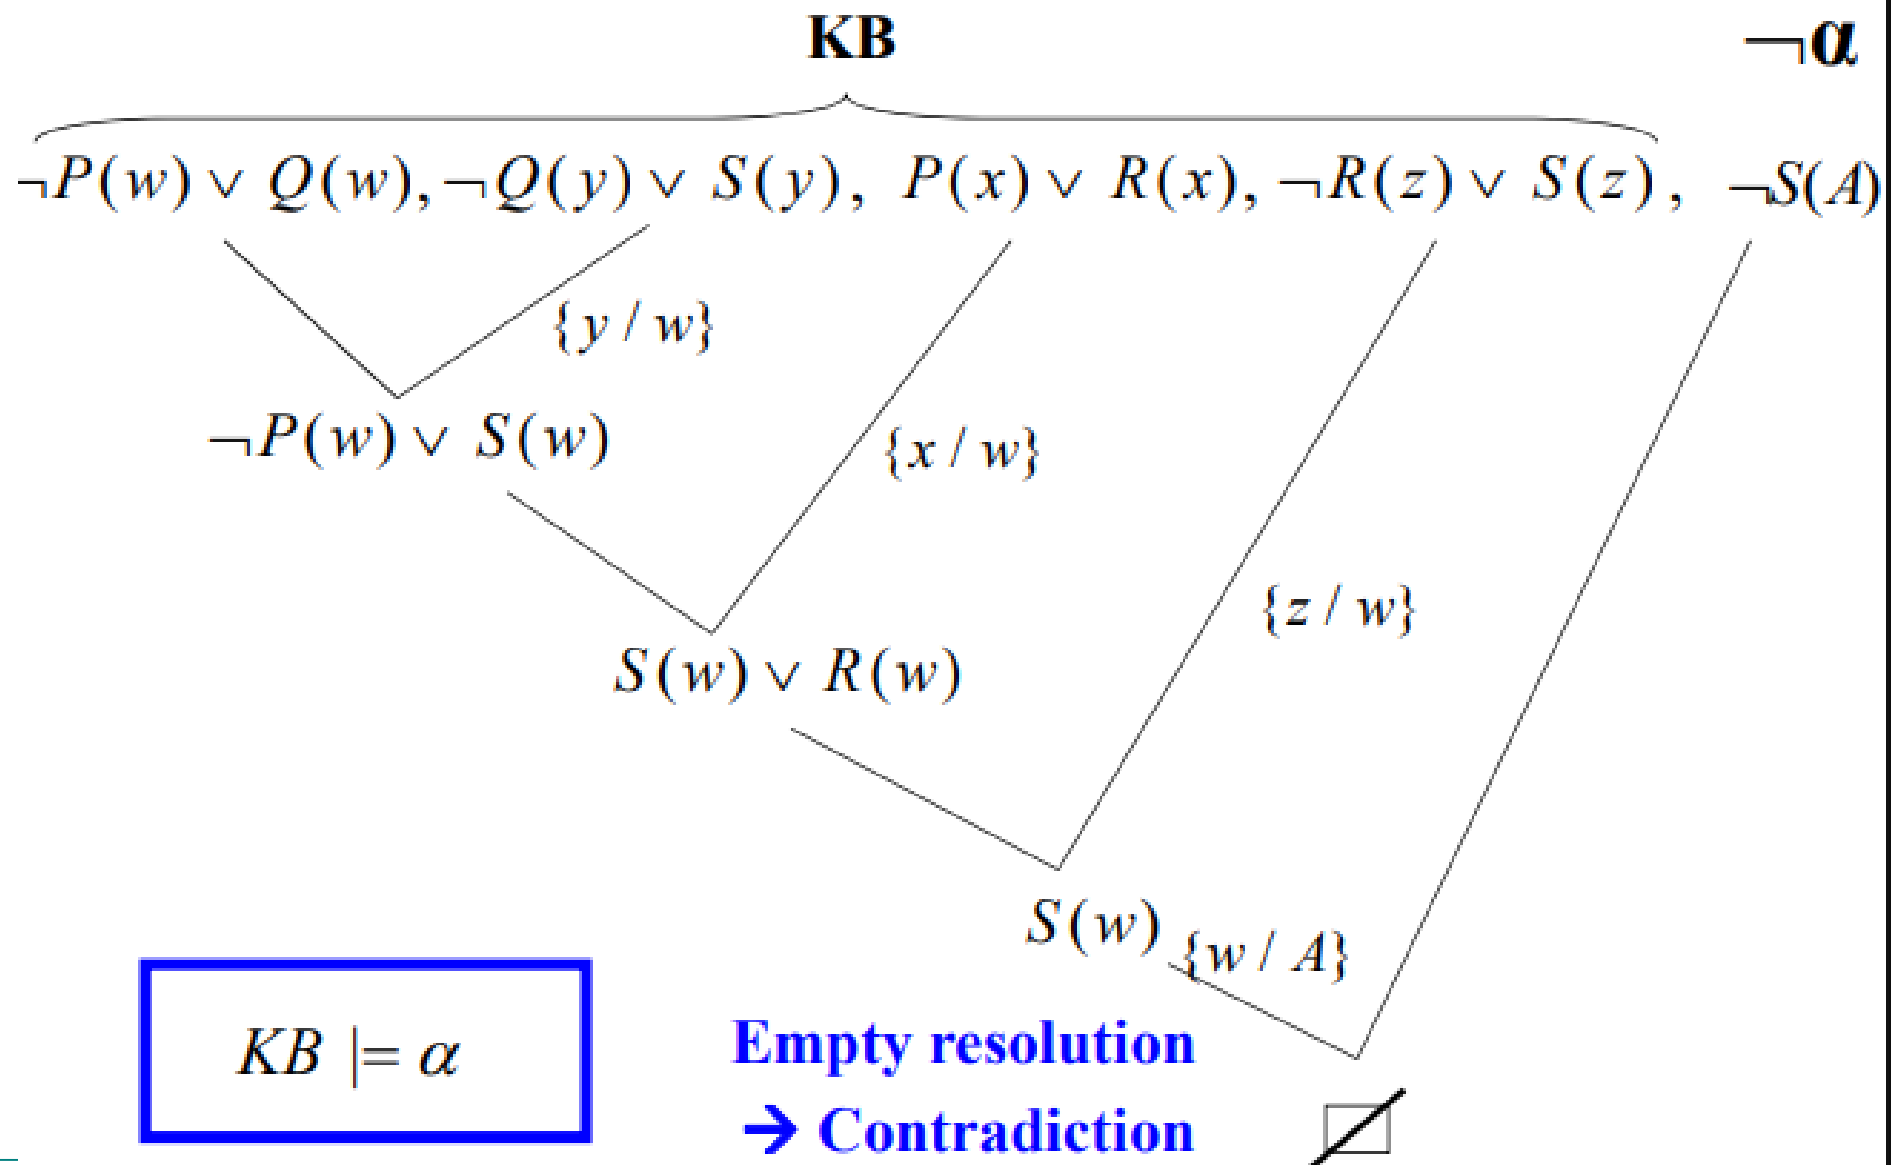 KB ¬α
¬P(w) ∨ Q(w), ¬Q(y) ∨ S(y), P(x) ∨ R(x), ¬R(z) ∨ S(z), ¬S(A)
{y / w}
¬P(w) ∨ S(w)
{x / w}
{z / w}
S(w) ∨ R(w)
S(w) {w / A}
KB |= α
Empty resolution
→ Contradiction